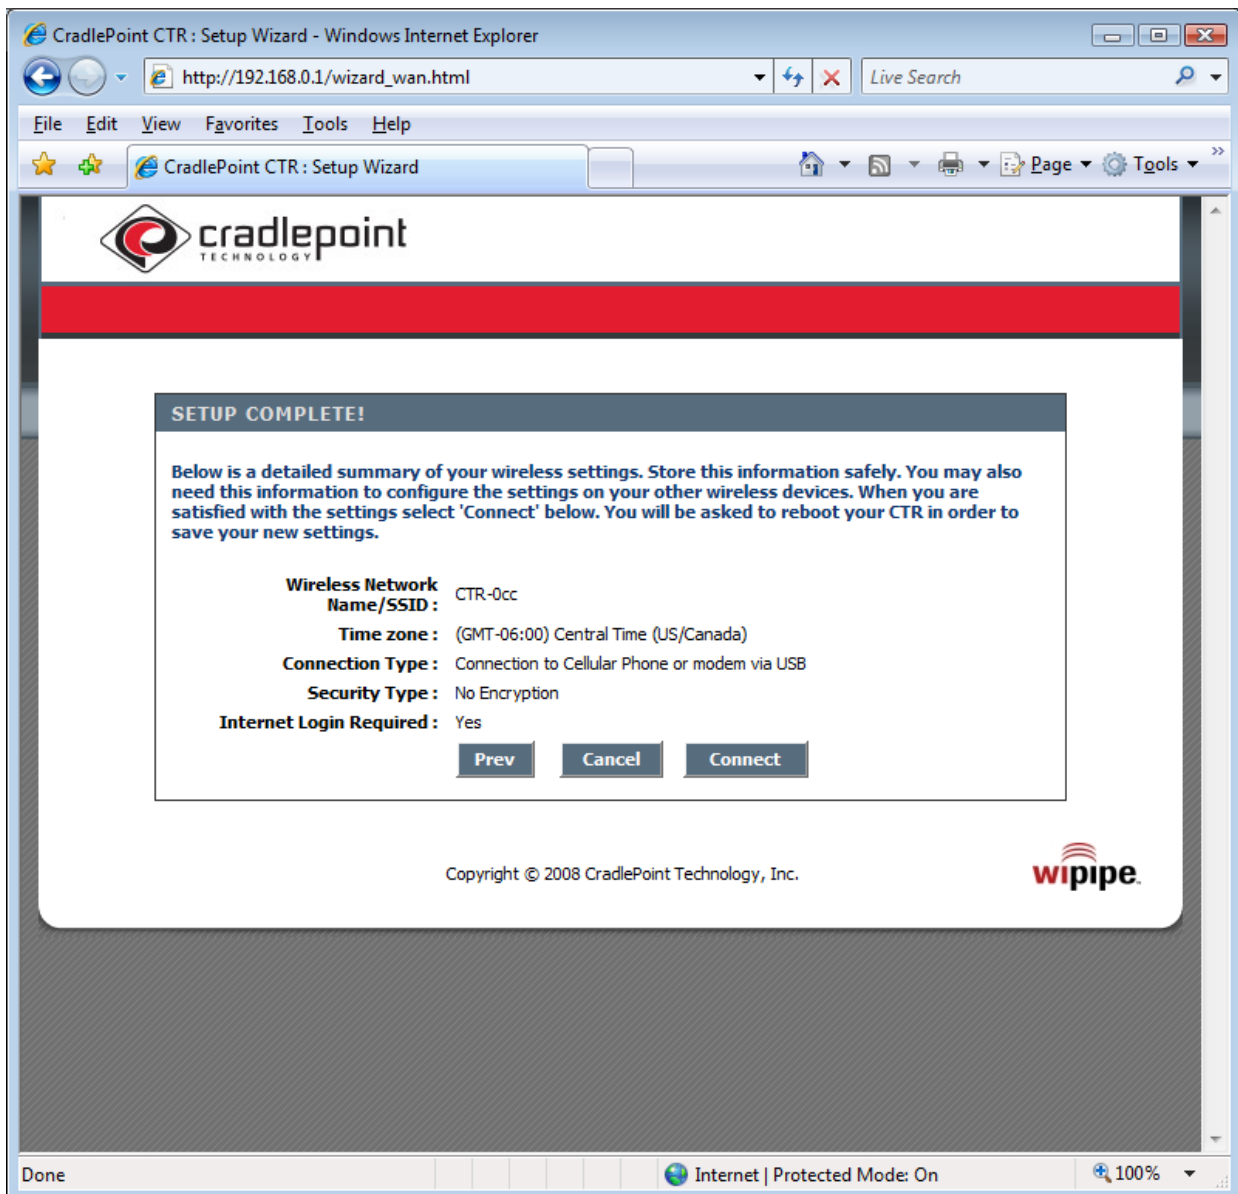 CradlePoint CTR : Setup Wizard - Windows Internet Explorer
http://192.168.0.1/wizard_wan.html
Live Search
File Edit View Favorites Tools Help
CradlePoint CTR : Setup Wizard
Page Tools
cradlepoint
TECHNOLOGY
SETUP COMPLETE!
Below is a detailed summary of your wireless settings. Store this information safely. You may also
need this information to configure the settings on your other wireless devices. When you are
satisfied with the settings select 'Connect' below. You will be asked to reboot your CTR in order to
save your new settings.
Wireless Network
Name/SSID : CTR-0cc
Time zone : (GMT-06:00) Central Time (US/Canada)
Connection Type : Connection to Cellular Phone or modem via USB
Security Type : No Encryption
Internet Login Required : Yes
Prev Cancel Connect
Copyright © 2008 CradlePoint Technology, Inc.
wipipe™
Done
Internet | Protected Mode: On
100%